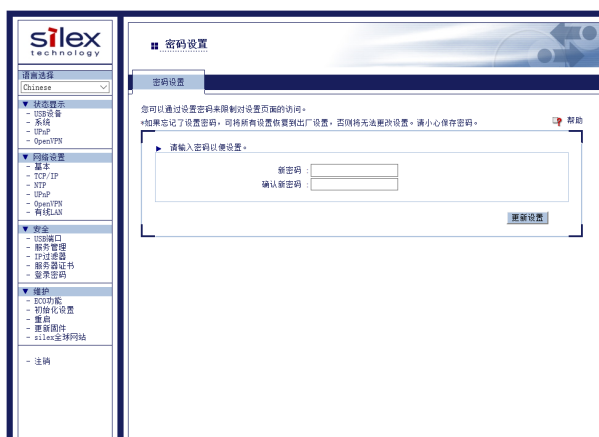 silex
technology
语言选择
Chinese
▼ 状态显示
- USB设备
- 系统
- UPnP
- OpenVPN
▼ 网络设置
- 基本
- TCP/IP
- NTP
- UPnP
- OpenVPN
- 有线LAN
▼ 安全
- USB端口
- 服务管理
- IP过滤器
- 服务器证书
- 登录密码
▼ 维护
- ECO功能
- 初始化设置
- 重启
- 更新固件
- silex全球网站
- 注销
密码设置
密码设置
您可以通过设置密码来限制对设置页面的访问。
*如果忘记了设置密码，可将所有设置恢复到出厂设置，否则将无法更改设置。请小心保存密码。
帮助
▶ 请输入密码以便设置。
新密码 :
确认新密码 :
更新设置